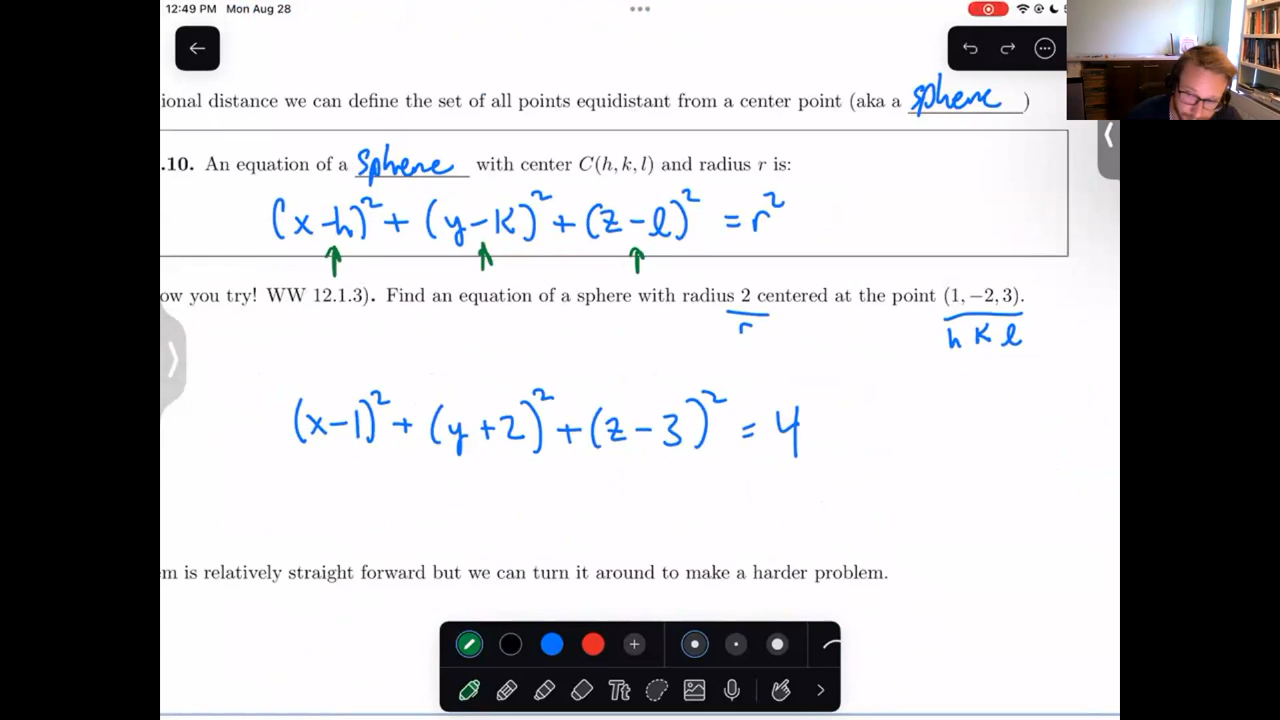 12:49 PM Mon Aug 28
ional distance we can define the set of all points equidistant from a center point (aka a sphere )
.10. An equation of a sphere with center C(h, k, l) and radius r is:
(x-h)² + (y-k)² + (z-l)² = r²
ow you try! WW 12.1.3). Find an equation of a sphere with radius 2 centered at the point (1, −2, 3).
r h k l
(x-1)² + (y+2)² + (z-3)² = 4
m is relatively straight forward but we can turn it around to make a harder problem.
Tt